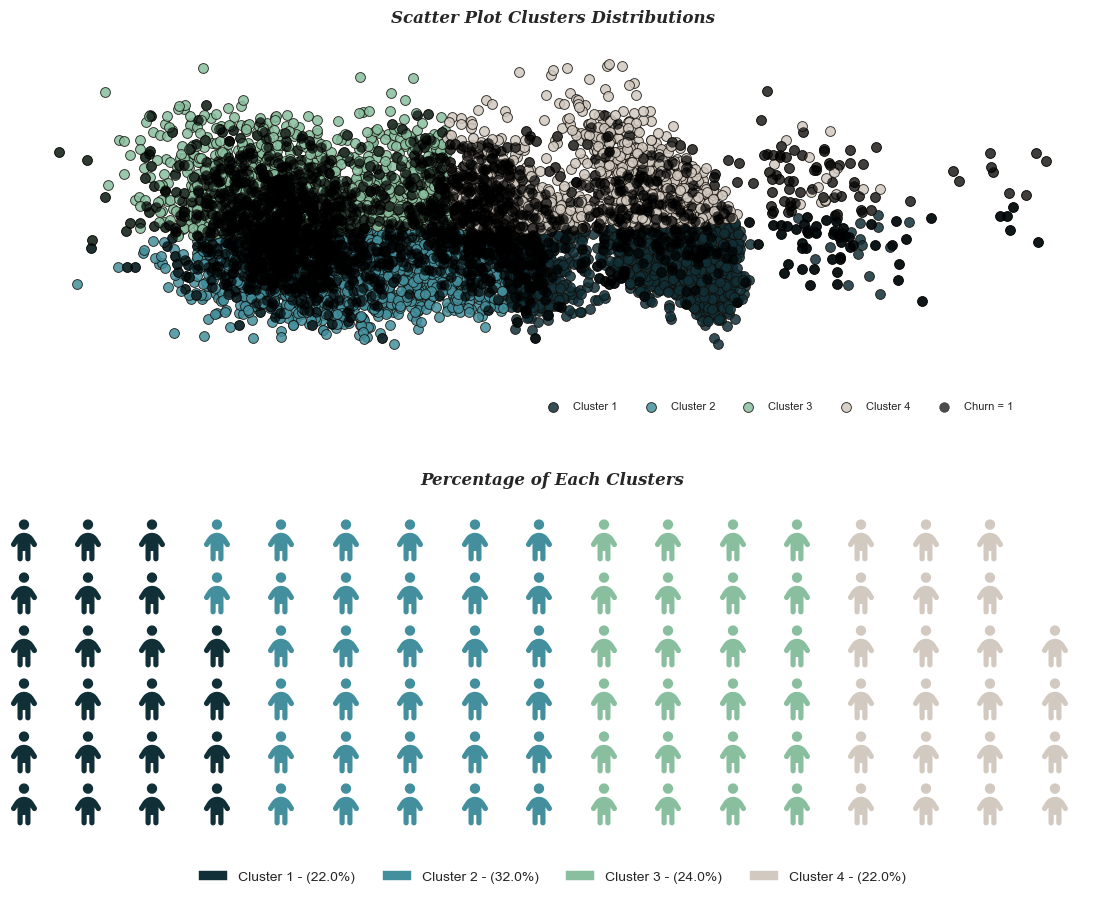 Scatter Plot Clusters Distributions
Cluster 1 Cluster 2 Cluster 3 Cluster 4 Churn = 1
Percentage of Each Clusters
Cluster 1 - (22.0%) Cluster 2 - (32.0%) Cluster 3 - (24.0%) Cluster 4 - (22.0%)